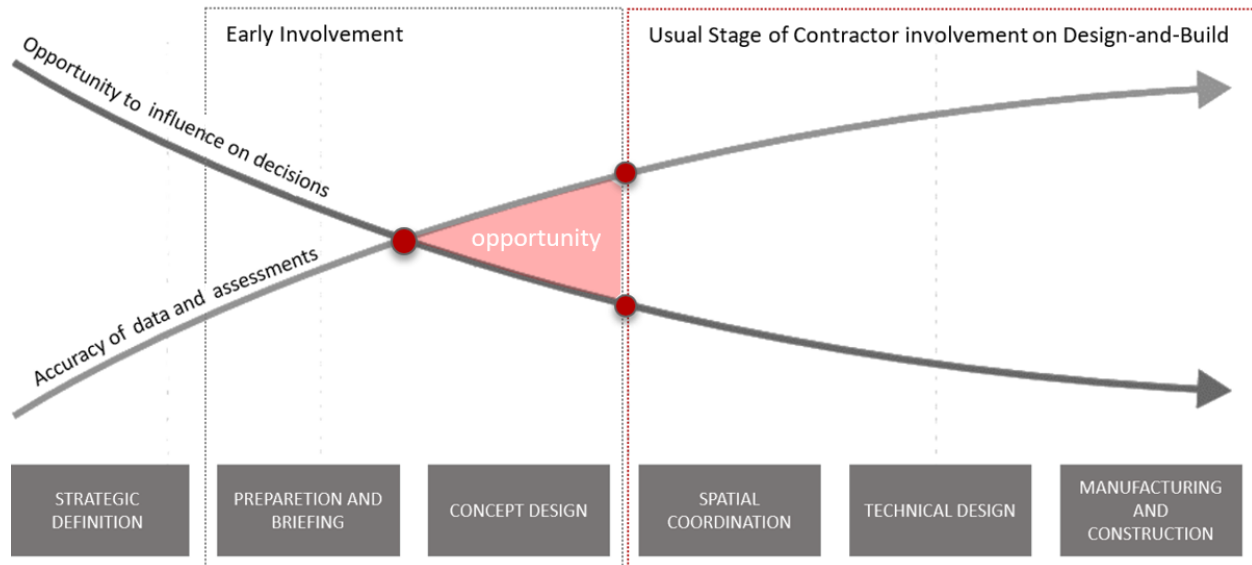 Early Involvement
Usual Stage of Contractor involvement on Design-and-Build
Opportunity to influence on decisions
Accuracy of data and assessments
opportunity
STRATEGIC
DEFINITION
PREPARETION AND
BRIEFING
CONCEPT DESIGN
SPATIAL
COORDINATION
TECHNICAL DESIGN
MANUFACTURING
AND
CONSTRUCTION